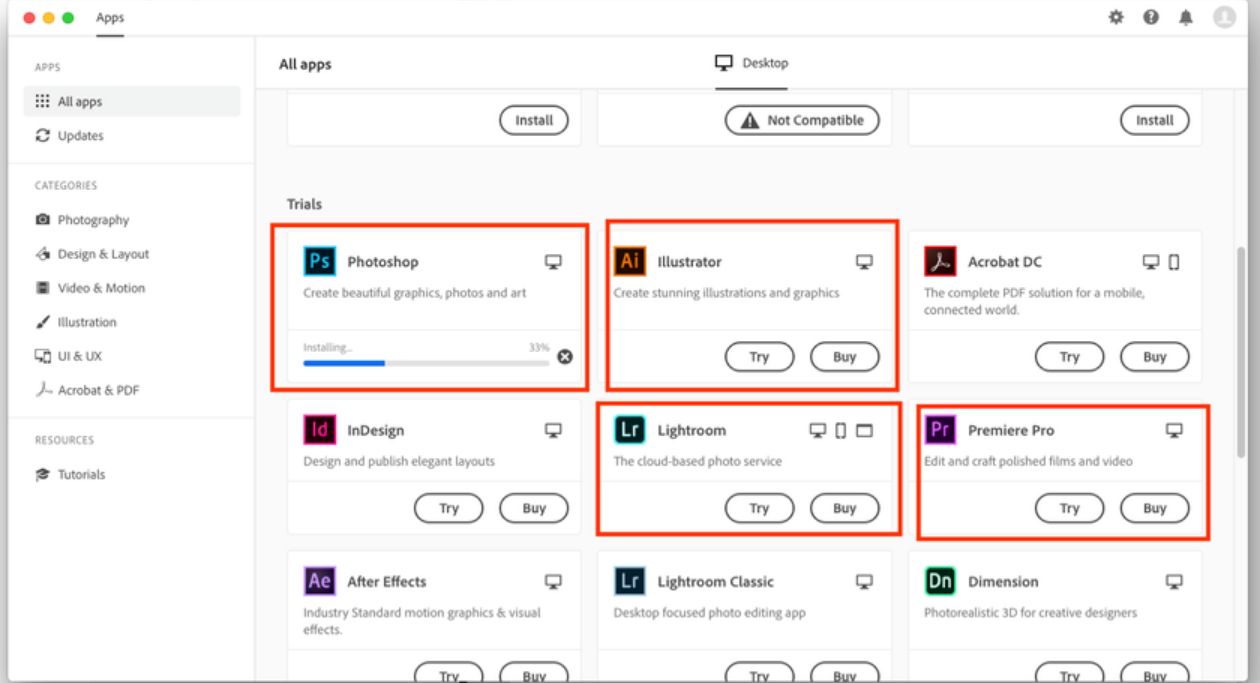 Apps
APPS
All apps
Updates
CATEGORIES
Photography
Design & Layout
Video & Motion
Illustration
UI & UX
Acrobat & PDF
RESOURCES
Tutorials
All apps
Desktop
Install
Not Compatible
Install
Trials
Ps Photoshop
Create beautiful graphics, photos and art
Installing... 33%
Ai Illustrator
Create stunning illustrations and graphics
Try Buy
Acrobat DC
The complete PDF solution for a mobile,
connected world.
Try Buy
Id InDesign
Design and publish elegant layouts
Try Buy
Lr Lightroom
The cloud-based photo service
Try Buy
Pr Premiere Pro
Edit and craft polished films and video
Try Buy
Ae After Effects
Industry Standard motion graphics & visual
effects.
Try Buy
Lr Lightroom Classic
Desktop focused photo editing app
Try Buy
Dn Dimension
Photorealistic 3D for creative designers
Try Buy